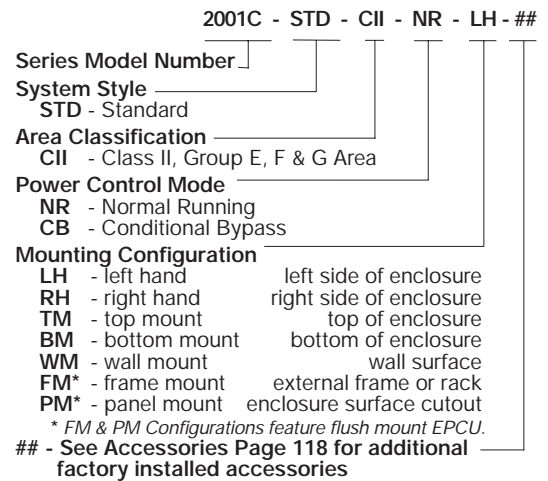 2001C - STD - CII - NR - LH - ##
Series Model Number
System Style
STD - Standard
Area Classification
CII - Class II, Group E, F & G Area
Power Control Mode
NR - Normal Running
CB - Conditional Bypass
Mounting Configuration
LH - left hand left side of enclosure
RH - right hand right side of enclosure
TM - top mount top of enclosure
BM - bottom mount bottom of enclosure
WM - wall mount wall surface
FM* - frame mount external frame or rack
PM* - panel mount enclosure surface cutout
* FM & PM Configurations feature flush mount EPCU.
## - See Accessories Page 118 for additional
factory installed accessories